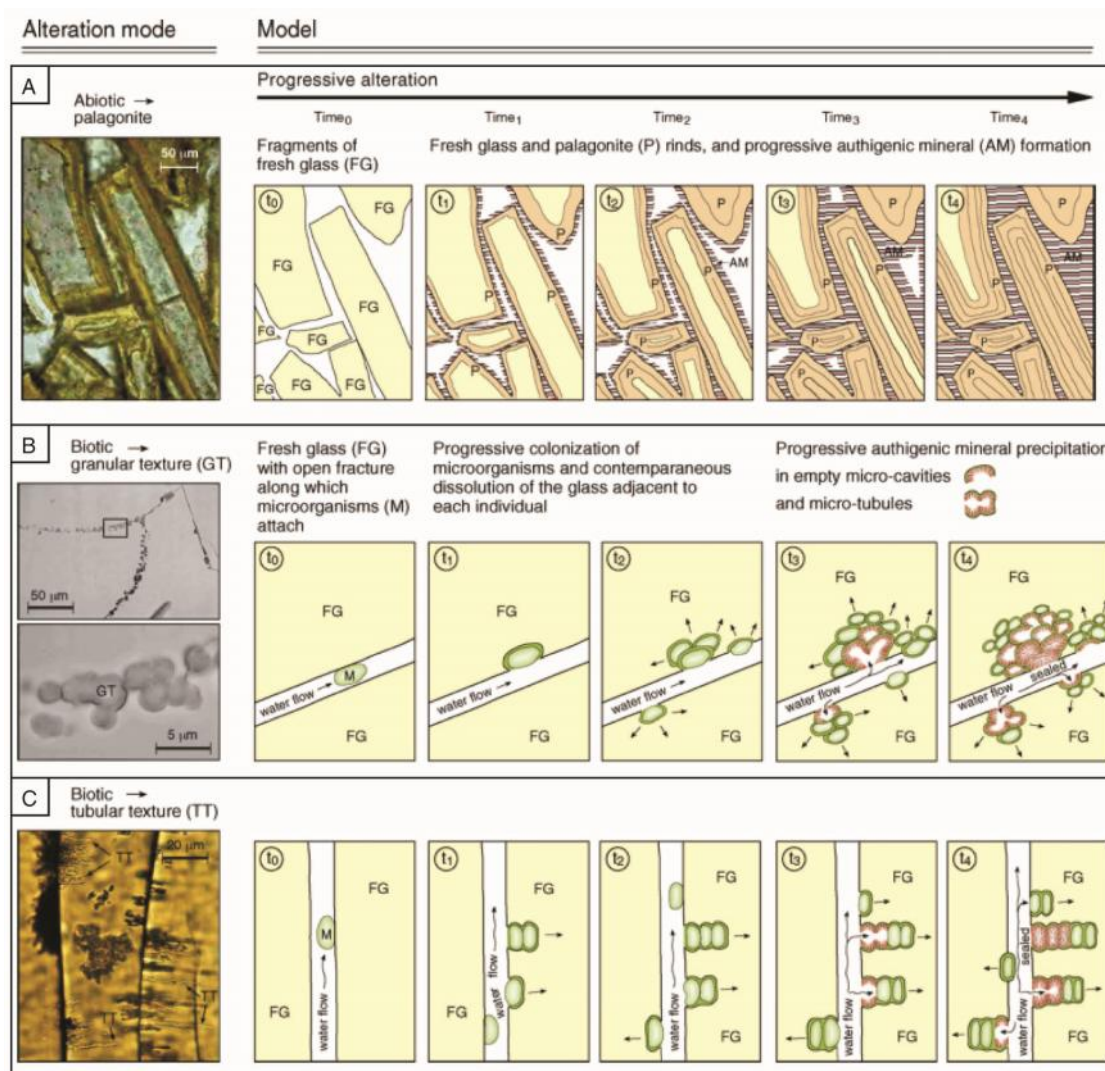 Alteration mode
Model
A
Abiotic →
palagonite
50 μm
Progressive alteration
Time0
Time1
Time2
Time3
Time4
Fragments of
fresh glass (FG)
Fresh glass and palagonite (P) rinds, and progressive authigenic mineral (AM) formation
t0
FG
FG
FG
FG
FG
FG
FG
FG
t1
P
P
P
P
t2
P
AM
P
P
P
P
t3
P
AM
P
P
P
P
t4
P
AM
P
P
P
P
B
Biotic →
granular texture (GT)
50 μm
GT
5 μm
Fresh glass (FG)
with open fracture
along which
microorganisms (M)
attach
Progressive colonization of
microorganisms and contemparaneous
dissolution of the glass adjacent to
each individual
Progressive authigenic mineral precipitation
in empty micro-cavities
and micro-tubules
t0
FG
M
water flow
FG
t1
FG
water flow
FG
t2
FG
water flow
FG
t3
FG
water flow
FG
t4
FG
water flow
sealed
FG
C
Biotic →
tubular texture (TT)
TT
20 μm
TT
TT
TT
t0
FG
M
water flow
FG
t1
FG
water flow
FG
t2
FG
water flow
FG
t3
FG
water flow
FG
t4
FG
sealed
water flow
FG